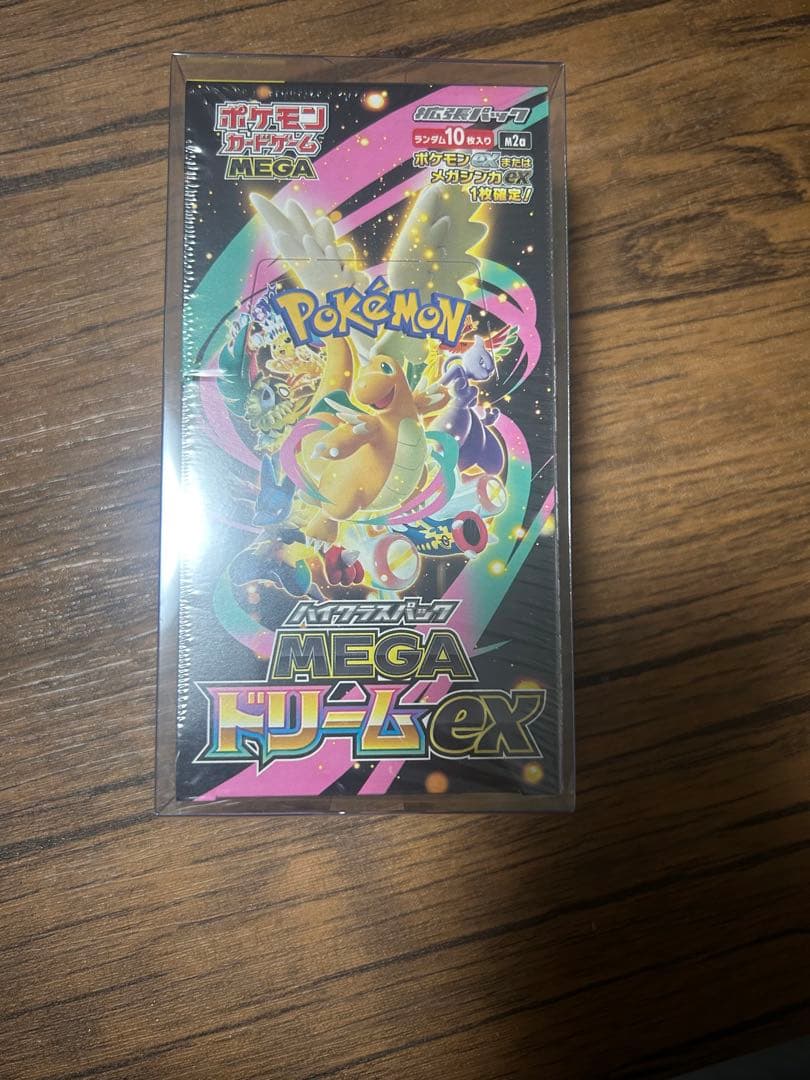 ポケモン
カードゲーム
MEGA
拡張パック
ランダム10枚入り M2a
ポケモンexまたは
メガシンカex
1枚確定!
POKéMON
ハイクラスパック
MEGA
ドリームex